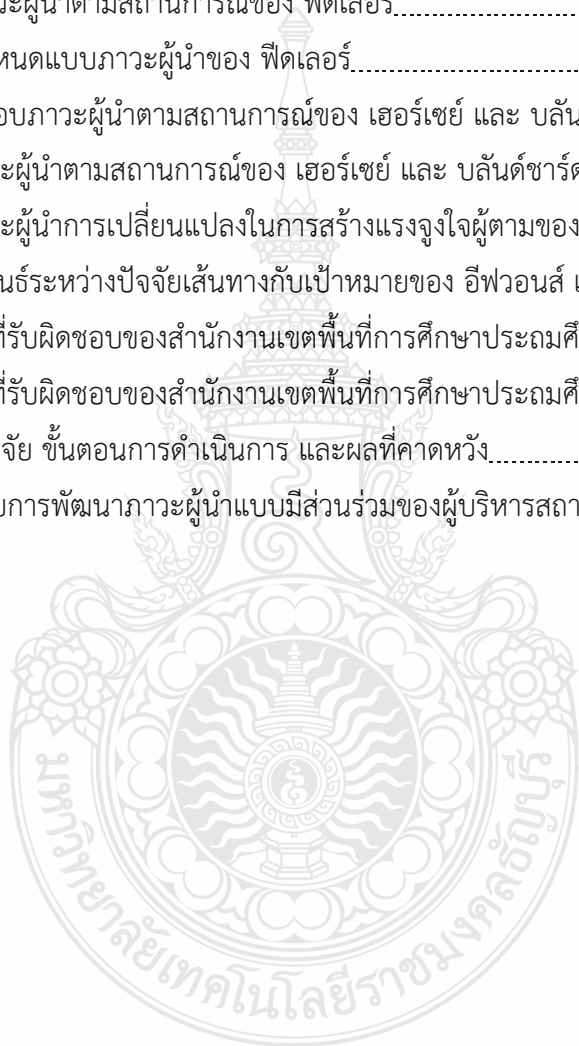 วะผู้นำตามสถานการณ์ของ ฟิดเลอร์
หนดแบบภาวะผู้นำของ ฟิดเลอร์
อบภาวะผู้นำตามสถานการณ์ของ เฮอร์เซย์ และ บลัน
ะผู้นำตามสถานการณ์ของ เฮอร์เซย์ และ บลันด์ชาร์ด
ะผู้นำการเปลี่ยนแปลงในการสร้างแรงจูงใจผู้ตามของ
นธ์ระหว่างปัจจัยเส้นทางกับเป้าหมายของ อีฟวอนส์
ที่รับผิดชอบของสำนักงานเขตพื้นที่การศึกษาประถมศึ
ที่รับผิดชอบของสำนักงานเขตพื้นที่การศึกษาประถมศึ
จัย ขั้นตอนการดำเนินการ และผลที่คาดหวัง
บการพัฒนาภาวะผู้นำแบบมีส่วนร่วมของผู้บริหารสถา
มหาวิทยาลัยเทคโนโลยีราชมงคลธัญบุรี